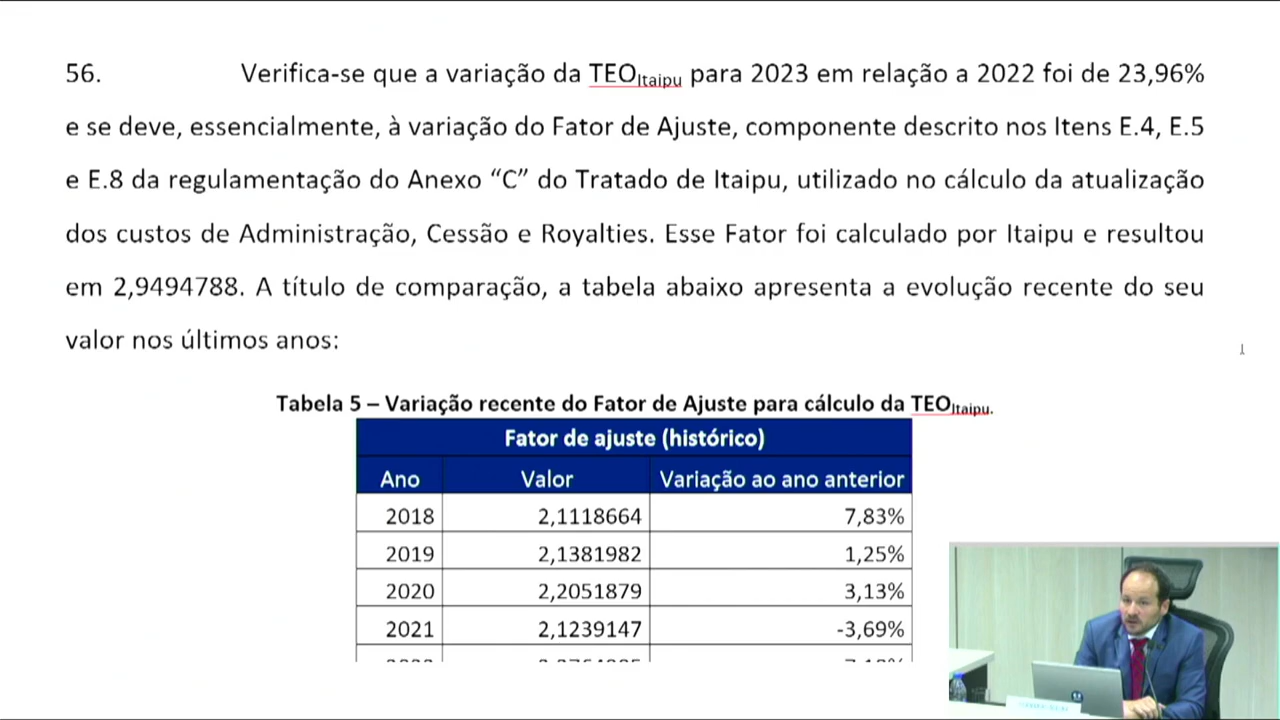 56. Verifica-se que a variação da TEOItaipu para 2023 em relação a 2022 foi de 23,96%
e se deve, essencialmente, à variação do Fator de Ajuste, componente descrito nos Itens E.4, E.5
e E.8 da regulamentação do Anexo “C” do Tratado de Itaipu, utilizado no cálculo da atualização
dos custos de Administração, Cessão e Royalties. Esse Fator foi calculado por Itaipu e resultou
em 2,9494788. A título de comparação, a tabela abaixo apresenta a evolução recente do seu
valor nos últimos anos:
Tabela 5 – Variação recente do Fator de Ajuste para cálculo da TEOItaipu.
Fator de ajuste (histórico)
Ano Valor Variação ao ano anterior
2018 2,1118664 7,83%
2019 2,1381982 1,25%
2020 2,2051879 3,13%
2021 2,1239147 -3,69%